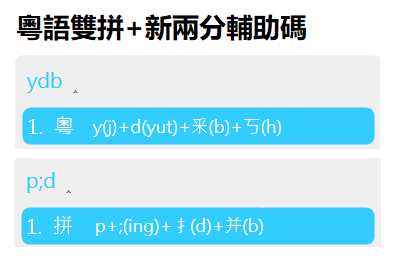 粵語雙拼+新兩分輔助碼
ydb ‸
1. 粵 y(j)+d(yut)+采(b)+丂(h)
p;d ‸
1. 拼 p+;(ing)+扌(d)+并(b)